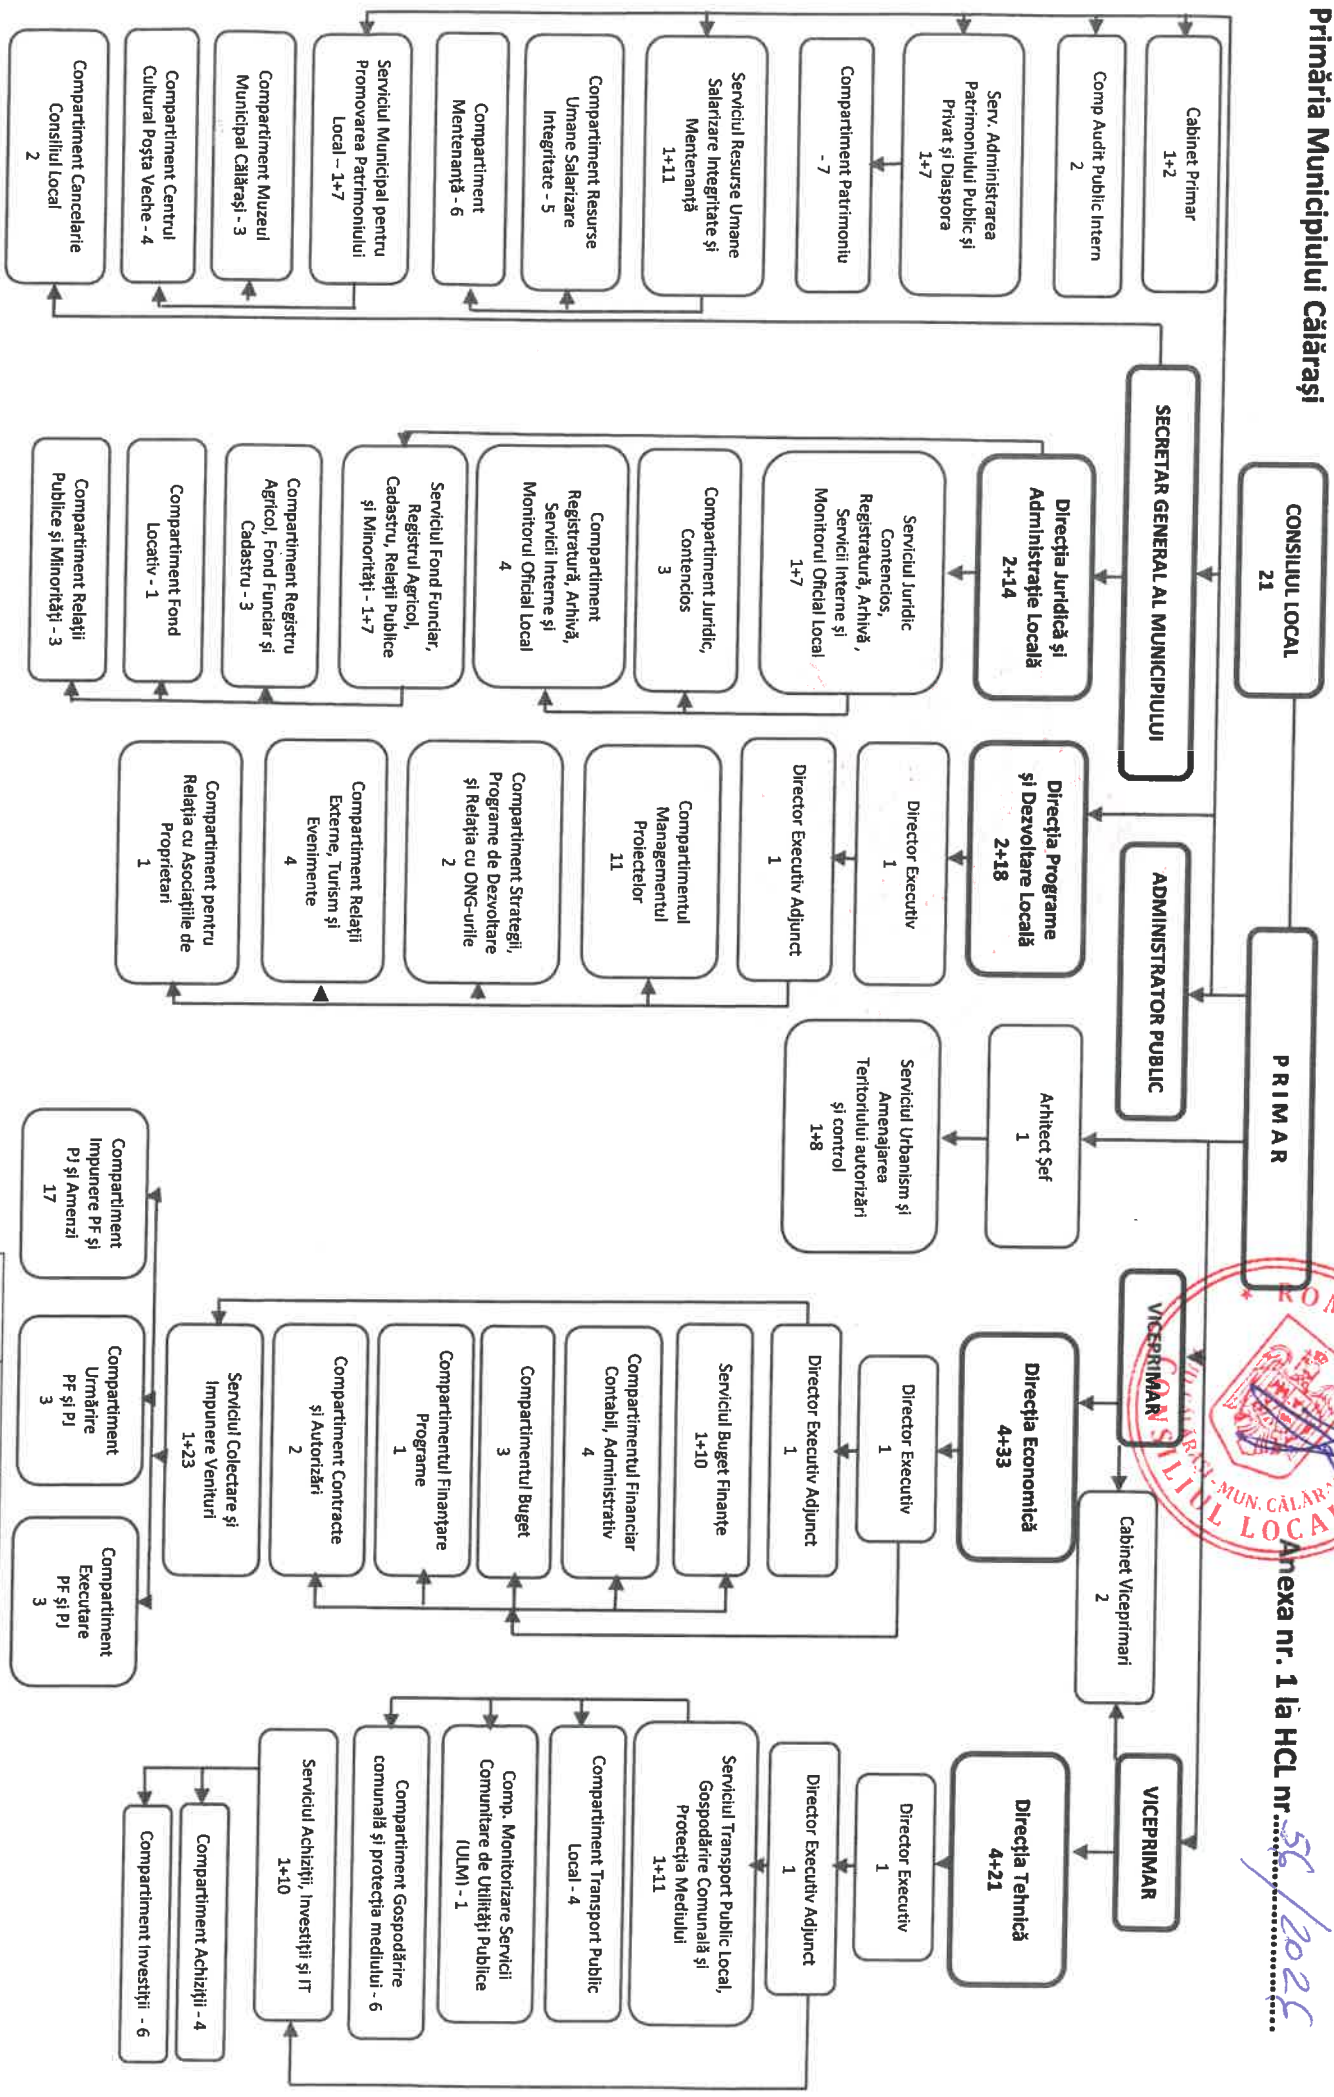 Primăria Municipiului Călărași
Anexa nr. 1 la HCL nr.
CONSILIUL LOCAL
21
PRIMAR
SECRETAR GENERAL AL MUNICIPIULUI
ADMINISTRATOR PUBLIC
VICEPRIMAR
VICEPRIMAR
Cabinet Viceprimari
2
Cabinet Primar
1+2
Comp Audit Public Intern
2
Serv. Administrarea
Patrimoniului Public și
Privat și Diaspora
1+7
Compartiment Patrimoniu
- 7
Serviciul Resurse Umane
Salarizare Integritate și
Mentenanță
1+11
Compartiment Resurse
Umane Salarizare
Integritate - 5
Compartiment
Mentenanță - 6
Serviciul Municipal pentru
Promovarea Patrimoniului
Local – 1+7
Compartiment Muzeul
Municipal Călărași - 3
Compartiment Centrul
Cultural Poșta Veche - 4
Compartiment Cancelarie
Consiliul Local
2
Direcția Juridică și
Administrație Locală
2+14
Serviciul Juridic
Contencios,
Registratură, Arhivă ,
Servicii Interne și
Monitorul Oficial Local
1+7
Compartiment Juridic,
Contencios
3
Compartiment
Registratură, Arhivă,
Servicii Interne și
Monitorul Oficial Local
4
Serviciul Fond Funciar,
Registrul Agricol,
Cadastru, Relații Publice
și Minorități - 1+7
Compartiment Registru
Agricol, Fond Funciar și
Cadastru - 3
Compartiment Fond
Locativ - 1
Compartiment Relații
Publice și Minorități - 3
Direcția Programe
și Dezvoltare Locală
2+18
Director Executiv
1
Director Executiv Adjunct
1
Compartimentul
Managementul
Proiectelor
11
Compartiment Strategii,
Programe de Dezvoltare
și Relația cu ONG-urile
2
Compartiment Relații
Externe, Turism și
Evenimente
4
Compartiment pentru
Relația cu Asociațiile de
Proprietari
1
Arhitect Șef
1
Serviciul Urbanism și
Amenajarea
Teritoriului autorizări
și control
1+8
Direcția Economică
4+33
Director Executiv
1
Director Executiv Adjunct
1
Serviciul Buget Finanțe
1+10
Compartimentul Financiar
Contabil, Administrativ
4
Compartimentul Buget
3
Compartimentul Finanțare
Programe
1
Compartiment Contracte
și Autorizări
2
Serviciul Colectare și
Impunere Venituri
1+23
Compartiment
Impunere PF și
PJ și Amenzi
17
Compartiment
Urmărire
PF și PJ
3
Compartiment
Executare
PF și PJ
3
Direcția Tehnică
4+21
Director Executiv
1
Director Executiv Adjunct
1
Serviciul Transport Public Local,
Gospodărire Comunală și
Protecția Mediului
1+11
Compartiment Transport Public
Local - 4
Comp. Monitorizare Servicii
Comunitare de Utilități Publice
(ULM) - 1
Compartiment Gospodărire
comunală și protecția mediului - 6
Serviciul Achiziții, Investiții și IT
1+10
Compartiment Achiziții – 4
Compartiment Investiții - 6
CONSILIUL LOCAL
MUN. CĂLĂRAȘI